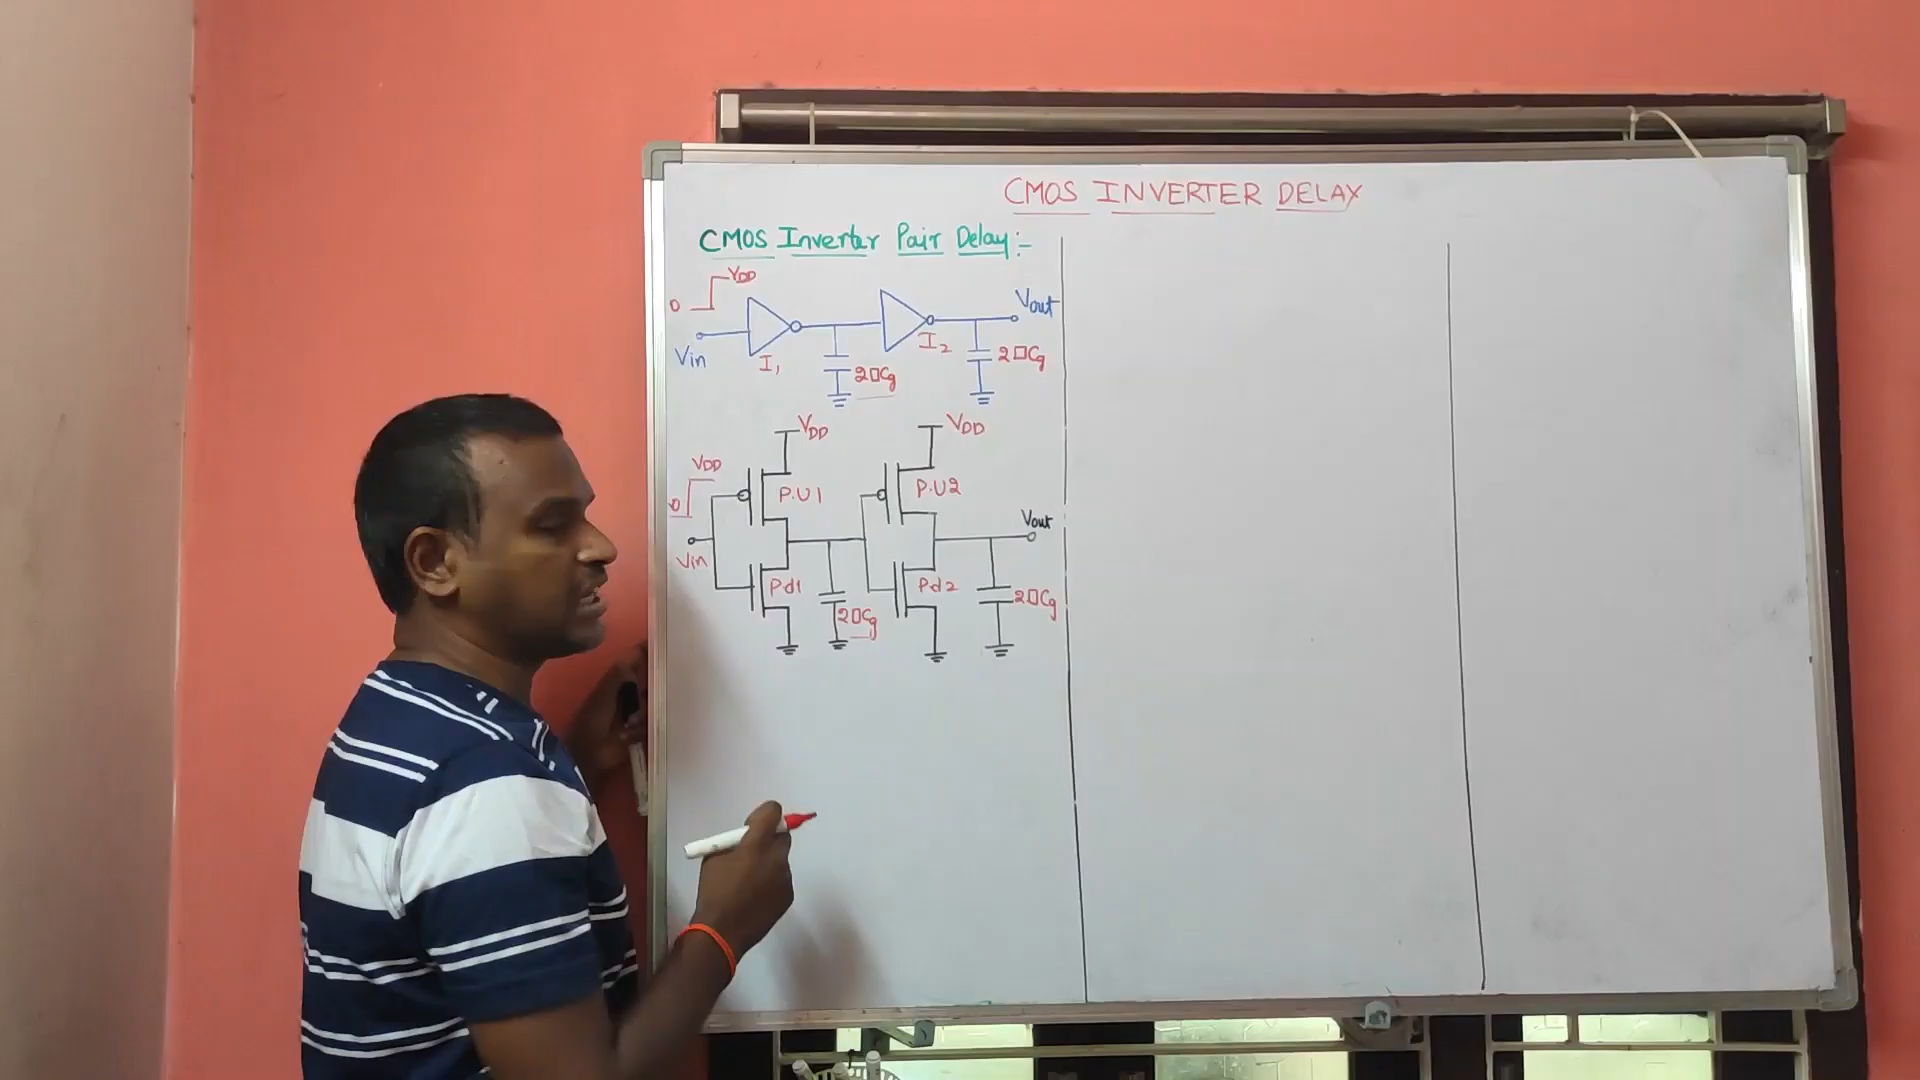 CMOS INVERTER DELAY
CMOS Inverter Pair Delay:-
0 VDD
Vin
I1
2□Cg
I2
Vout
2□Cg
VDD
VDD
VDD
0
Vin
P.U1
Pd1
2□Cg
P.U2
Pd2
Vout
2□Cg